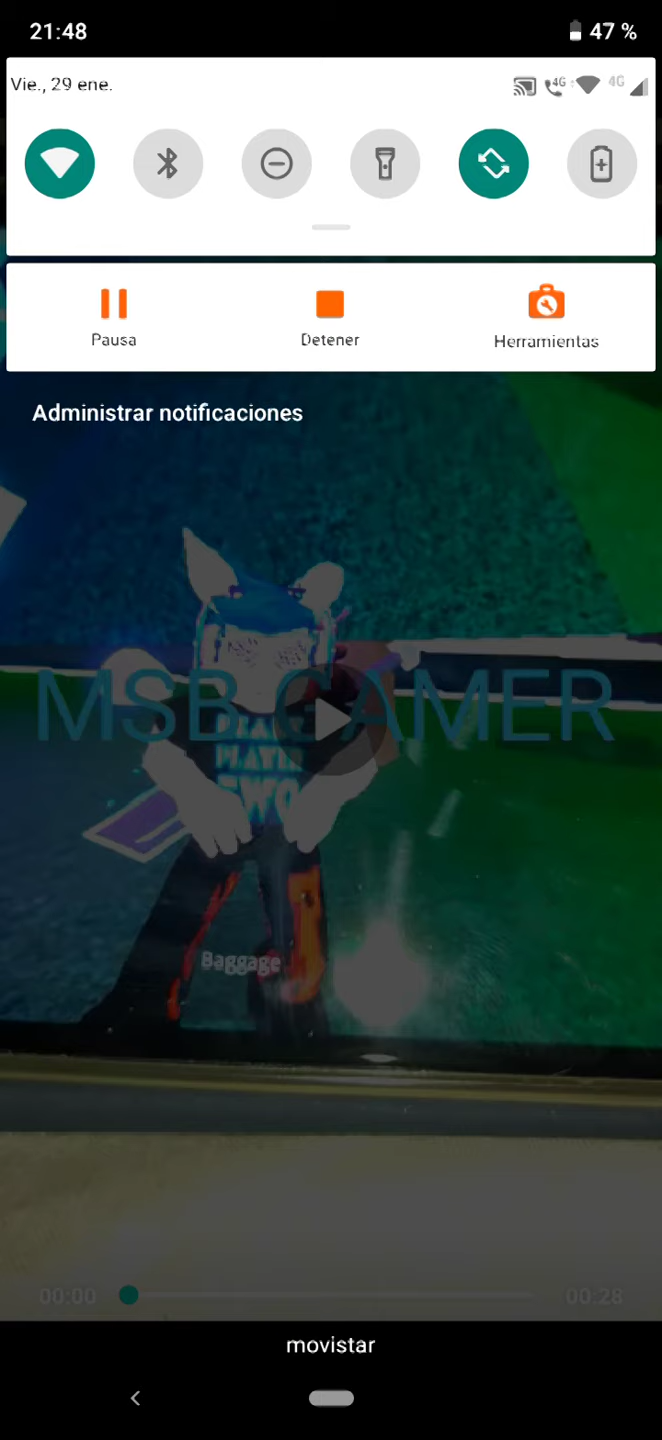 21:48
47 %
Vie., 29 ene.
4G
4G
Pausa
Detener
Herramientas
Administrar notificaciones
MSB GAMER
Baggage
00:00
00:28
movistar